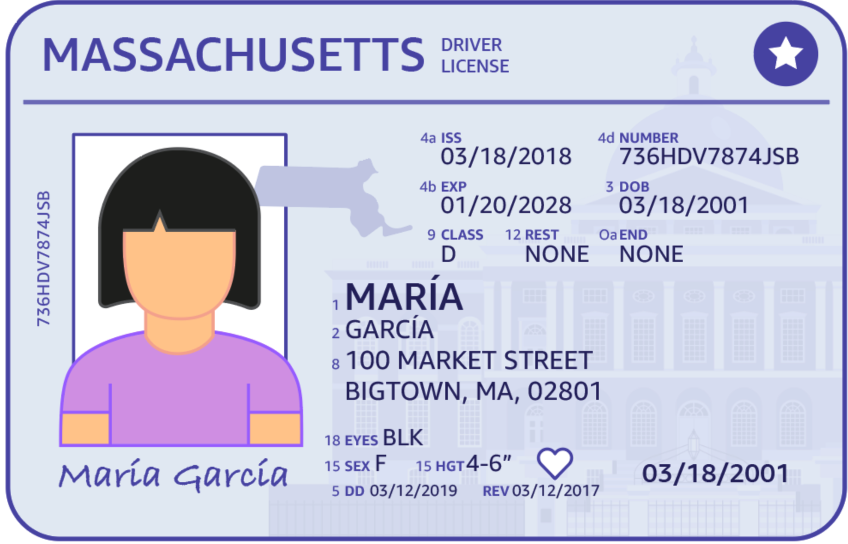 MASSACHUSETTS DRIVER LICENSE
4a ISS 4d NUMBER
03/18/2018 736HDV7874JSB
4b EXP 3 DOB
01/20/2028 03/18/2001
9 CLASS 12 REST OaEND
D NONE NONE
736HDV7874JSB
1 MARÍA
2 GARCÍA
8 100 MARKET STREET
BIGTOWN, MA, 02801
18 EYES BLK
15 SEX F 15 HGT 4-6”
5 DD 03/12/2019 REV 03/12/2017
03/18/2001
María García